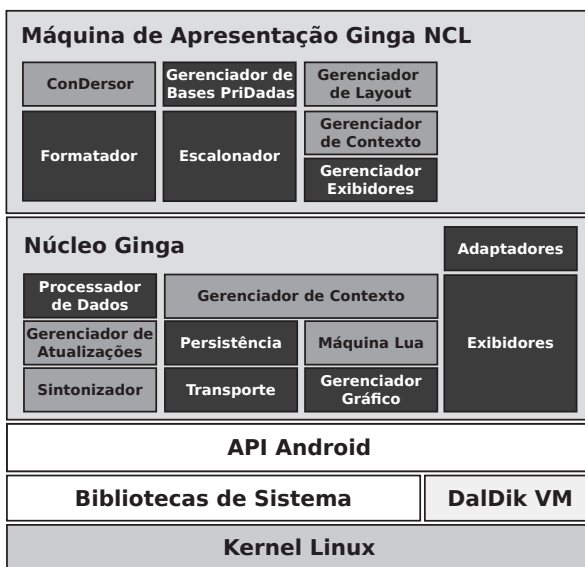 Máquina de Apresentação Ginga NCL
ConDersor
Gerenciador de
Bases PriDadas
Gerenciador
de Layout
Formatador
Escalonador
Gerenciador
de Contexto
Gerenciador
Exibidores
Núcleo Ginga
Adaptadores
Processador
de Dados
Gerenciador de Contexto
Gerenciador de
Atualizações
Persistência
Máquina Lua
Exibidores
Sintonizador
Transporte
Gerenciador
Gráfico
API Android
Bibliotecas de Sistema
DalDik VM
Kernel Linux